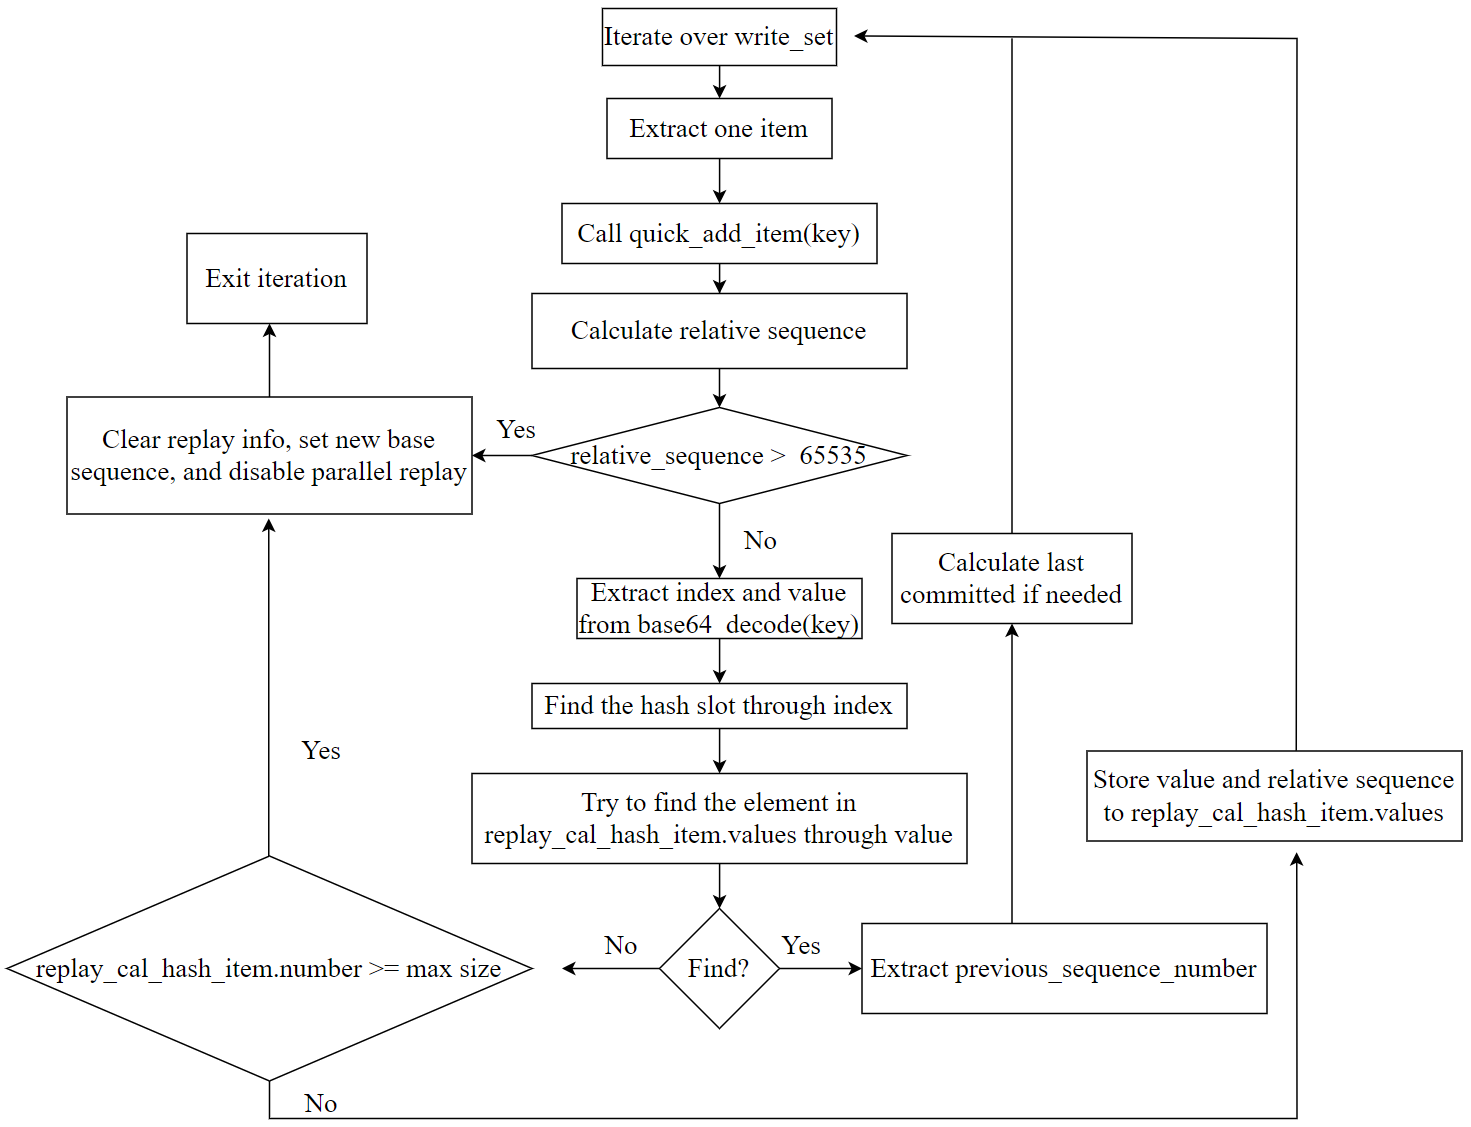 Iterate over write_set
Extract one item
Call quick_add_item(key)
Exit iteration
Calculate relative sequence
Clear replay info, set new base
sequence, and disable parallel replay
Yes
relative_sequence > 65535
No
Extract index and value
from base64_decode(key)
Calculate last
committed if needed
Find the hash slot through index
Yes
Try to find the element in
replay_cal_hash_item.values through value
Store value and relative sequence
to replay_cal_hash_item.values
replay_cal_hash_item.number >= max size
No
Find?
Yes
Extract previous_sequence_number
No